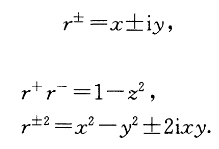 r^± = x ± iy,
r^+ r^- = 1 − z^2,
r^{±2} = x^2 − y^2 ± 2ixy.